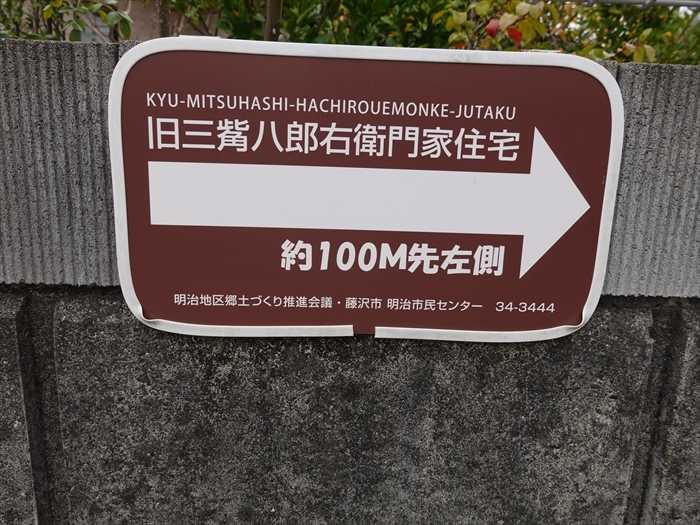 KYU-MITSUHASHI-HACHIROUEMONKE-JUTAKU
旧三觜八郎右衛門家住宅
約100M先左側
明治地区郷土づくり推進会議・藤沢市 明治市民センター 34-3444